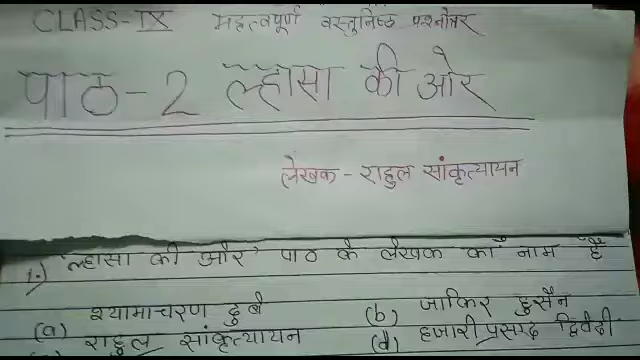 CLASS-IX महत्वपूर्ण वस्तुनिष्ठ प्रश्नोत्तर
पाठ-2 ल्हासा की ओर
लेखक - राहुल सांकृत्यायन
1.) 'ल्हासा की ओर' पाठ के लेखक का नाम है
(a) श्यामाचरण दुबे (b) जाकिर हुसैन
राहुल सांकृत्यायन (d) हजारी प्रसाद द्विवेदी